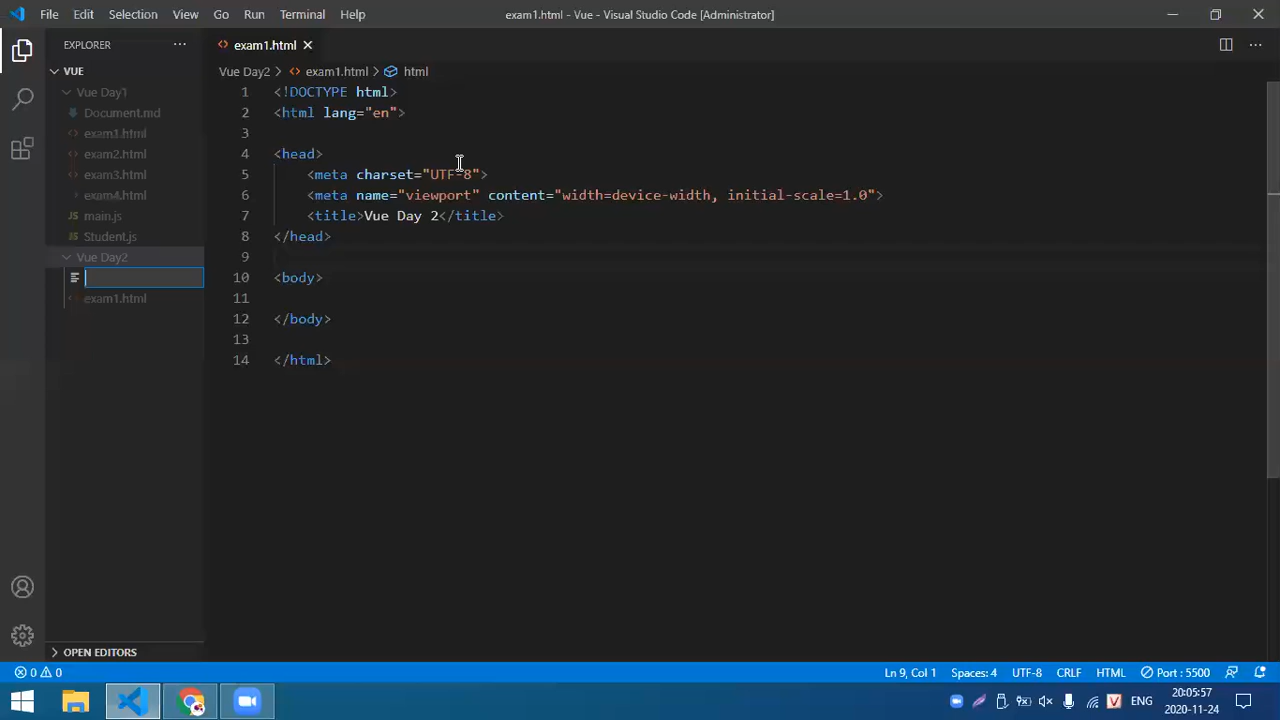 File Edit Selection View Go Run Terminal Help
exam1.html - Vue - Visual Studio Code [Administrator]
EXPLORER
exam1.html
VUE
Vue Day2 > exam1.html > html
Vue Day1
Document.md
exam1.html
exam2.html
exam3.html
exam4.html
main.js
Student.js
Vue Day2
exam1.html
1 <!DOCTYPE html>
2 <html lang="en">
3
4 <head>
5 <meta charset="UTF-8">
6 <meta name="viewport" content="width=device-width, initial-scale=1.0">
7 <title>Vue Day 2</title>
8 </head>
9
10 <body>
11
12 </body>
13
14 </html>
OPEN EDITORS
0 0
Ln 9, Col 1
Spaces: 4
UTF-8
CRLF
HTML
Port : 5500
V
ENG
20:05:57
2020-11-24